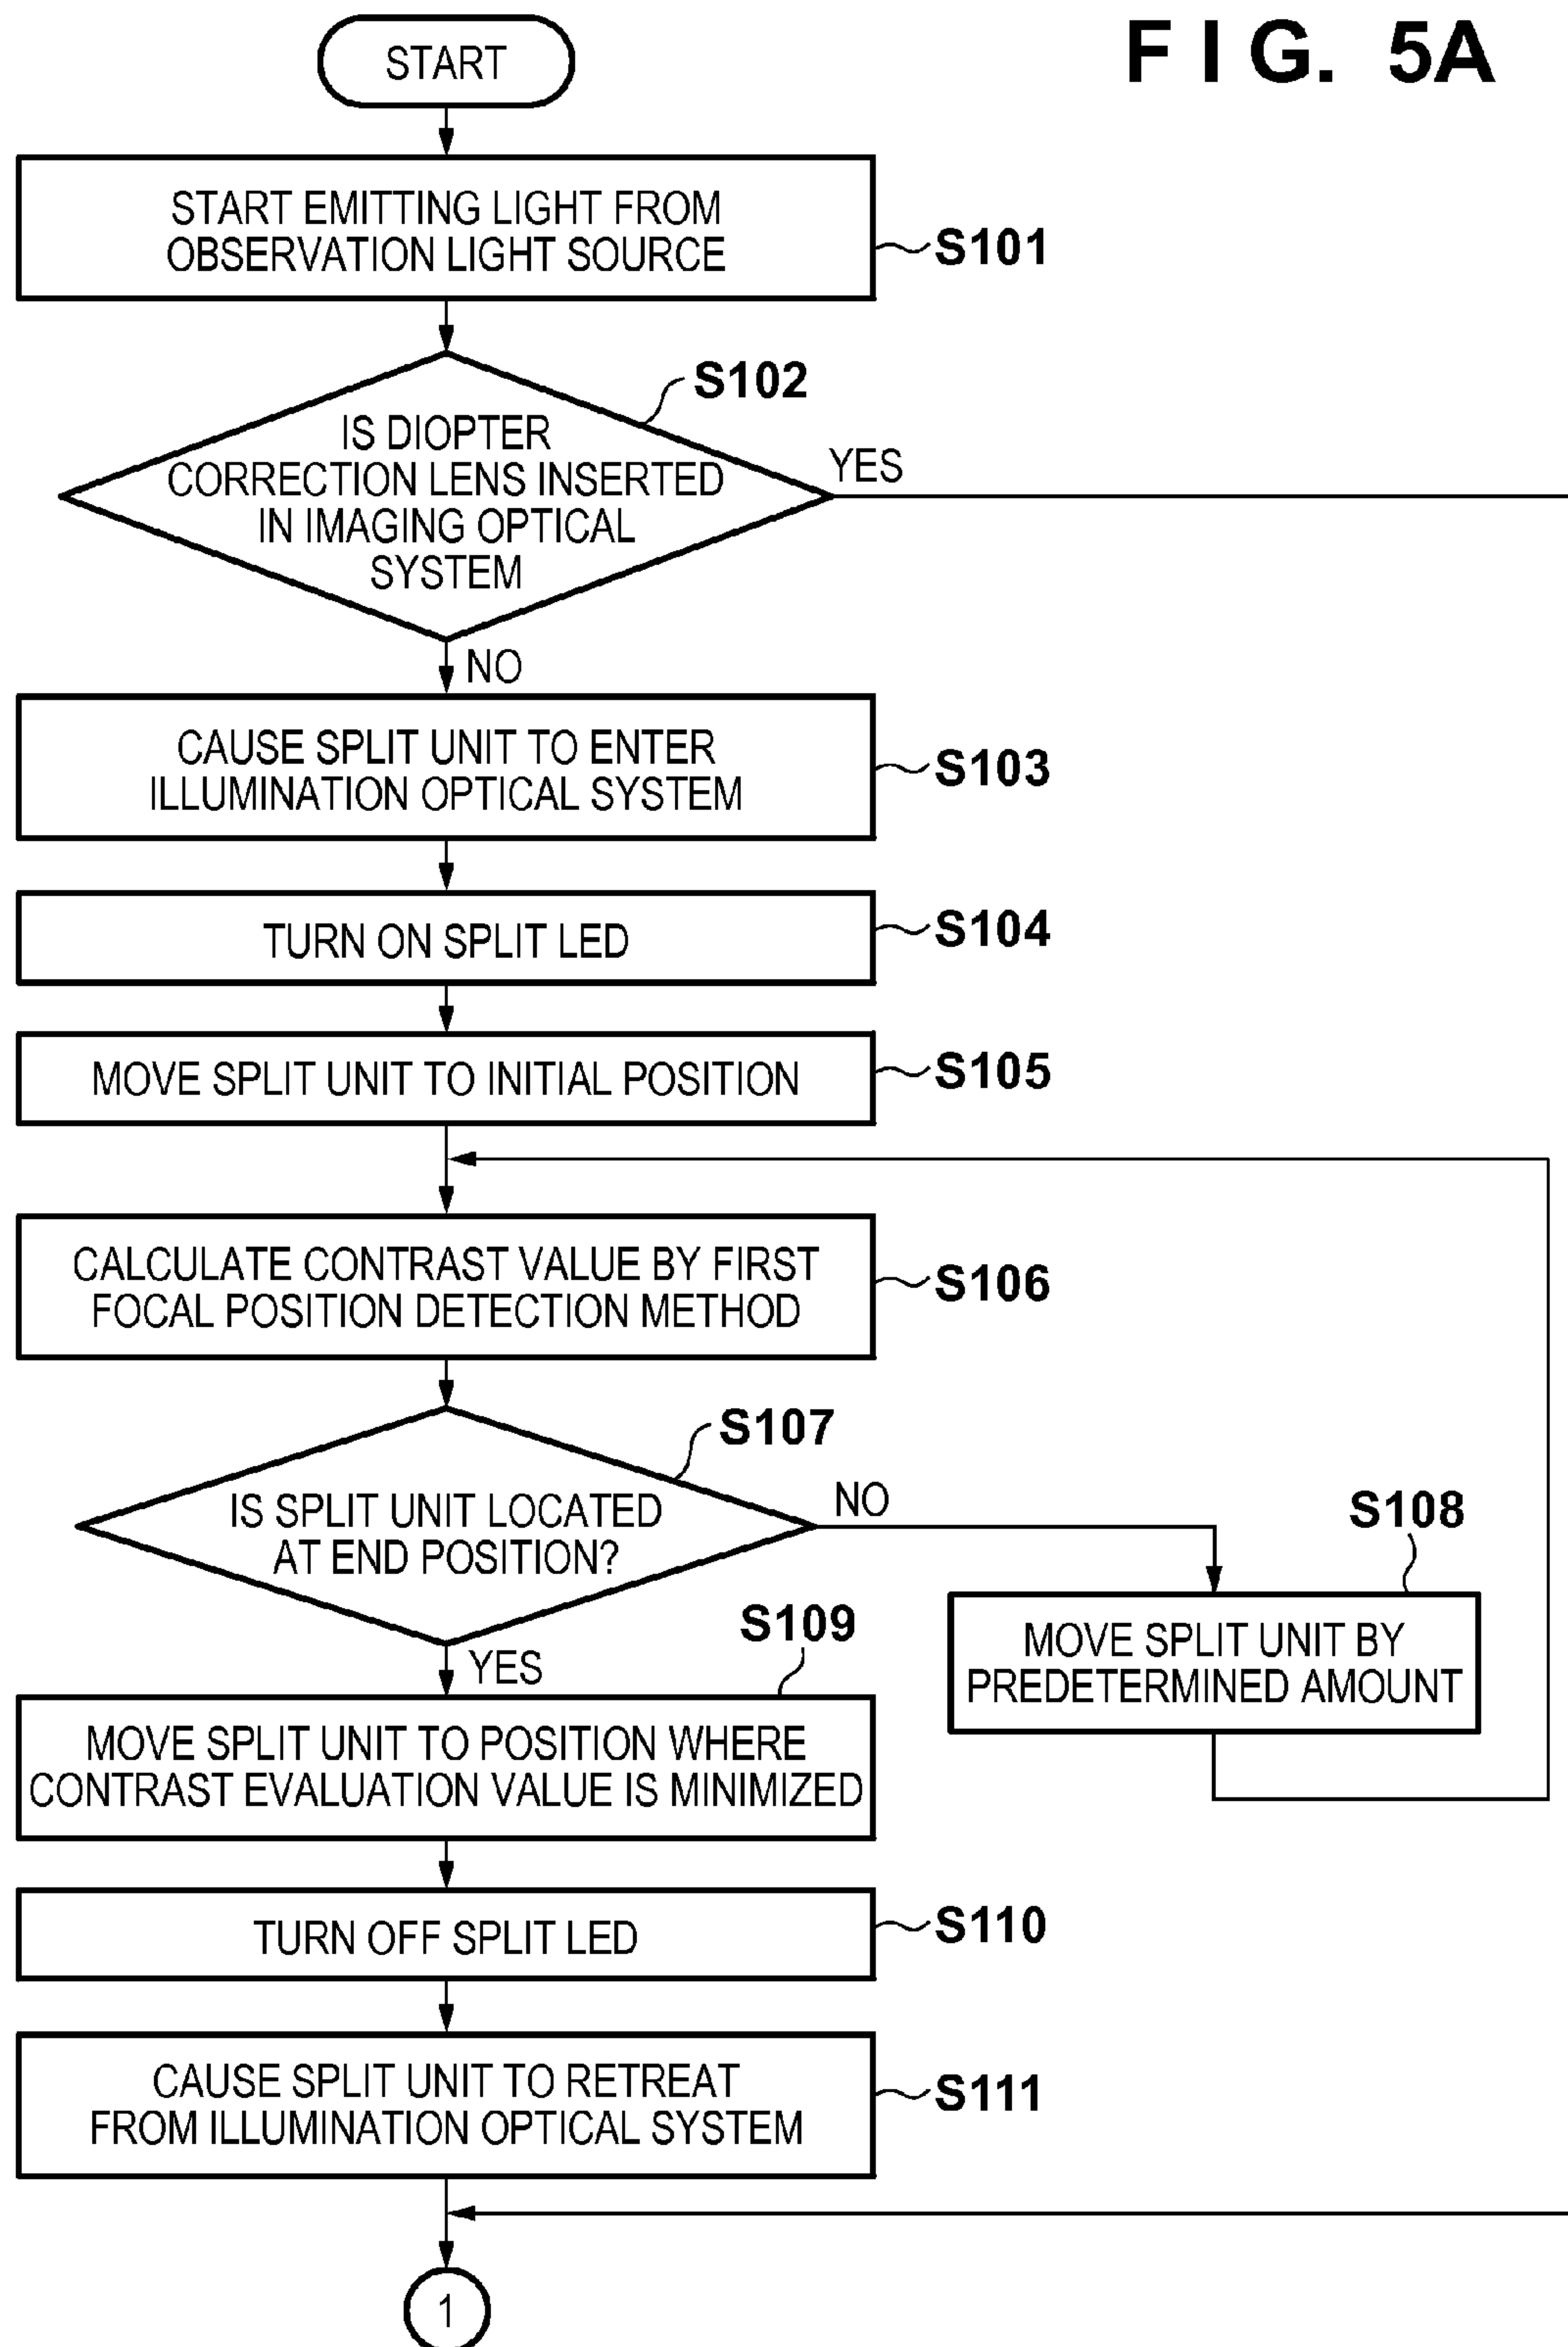 FIG. 5A
START
START EMITTING LIGHT FROM
OBSERVATION LIGHT SOURCE
S101
S102
IS DIOPTER
CORRECTION LENS INSERTED
IN IMAGING OPTICAL
SYSTEM
YES
NO
CAUSE SPLIT UNIT TO ENTER
ILLUMINATION OPTICAL SYSTEM
S103
TURN ON SPLIT LED
S104
MOVE SPLIT UNIT TO INITIAL POSITION
S105
CALCULATE CONTRAST VALUE BY FIRST
FOCAL POSITION DETECTION METHOD
S106
S107
IS SPLIT UNIT LOCATED
AT END POSITION?
NO
S108
MOVE SPLIT UNIT BY
PREDETERMINED AMOUNT
YES
S109
MOVE SPLIT UNIT TO POSITION WHERE
CONTRAST EVALUATION VALUE IS MINIMIZED
TURN OFF SPLIT LED
S110
CAUSE SPLIT UNIT TO RETREAT
FROM ILLUMINATION OPTICAL SYSTEM
S111
1